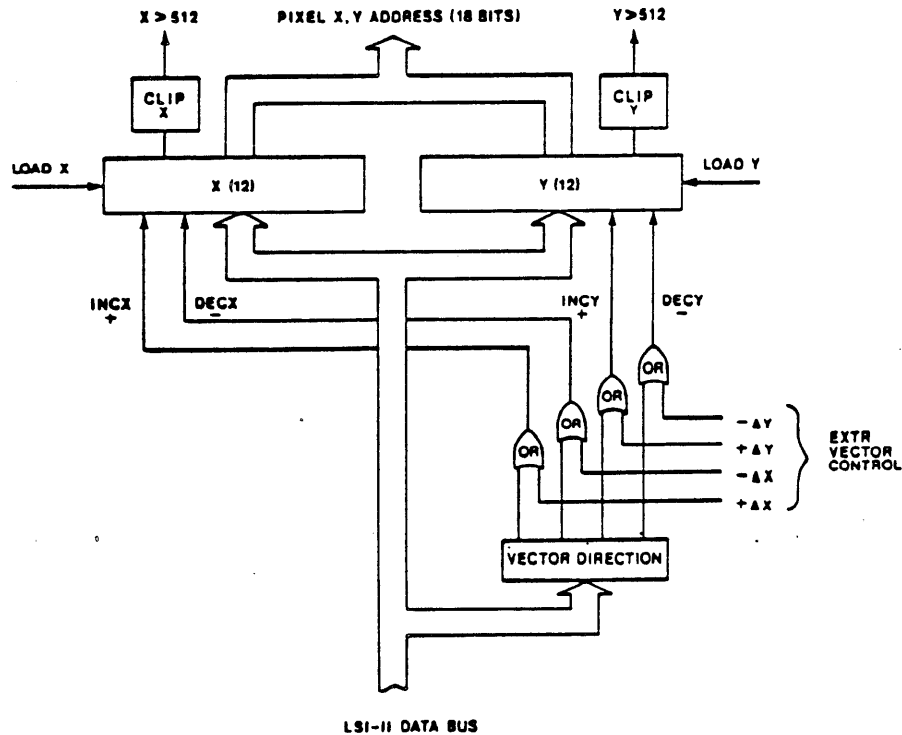 X > 512
PIXEL X, Y ADDRESS (18 BITS)
Y > 512
CLIP
X
CLIP
Y
LOAD X
X (12)
Y (12)
LOAD Y
INCX
+
DECX
−
INCY
+
DECY
−
OR
OR
OR
OR
− ΔY
+ ΔY
− ΔX
+ ΔX
EXTR
VECTOR
CONTROL
VECTOR DIRECTION
LSI-II DATA BUS